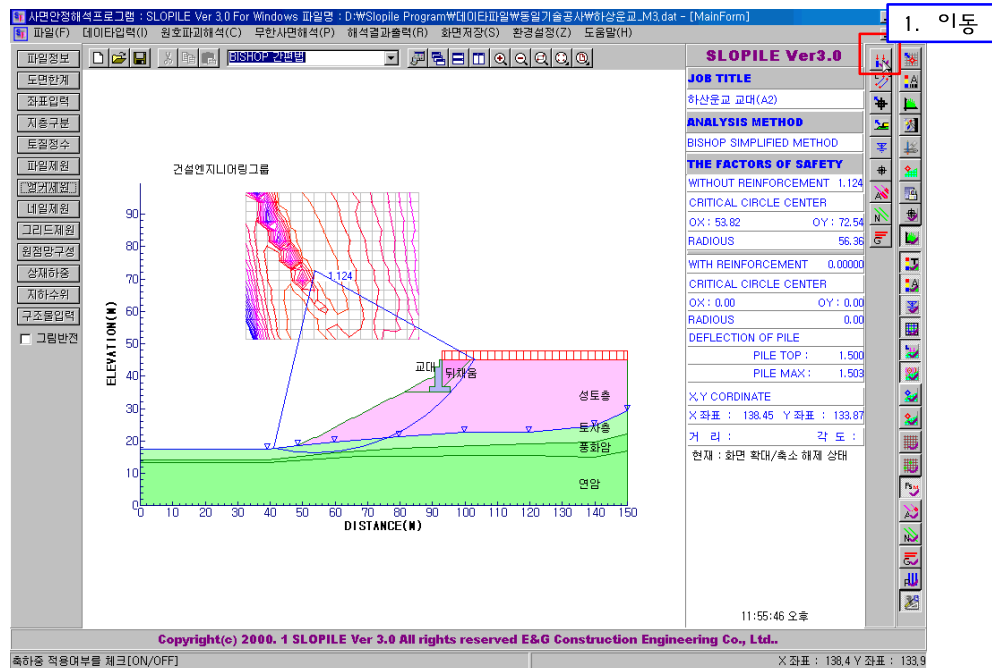 사면안정해석프로그램 : SLOPILE Ver 3.0 For Windows 파일명 : D:₩Slopile Program₩데이타파일₩동일기술공사₩하상운교_M3.dat - [MainForm]
1. 이동
파일(F) 데이타입력(I) 원호파괴해석(C) 무한사면해석(P) 해석결과출력(R) 화면저장(S) 환경설정(Z) 도움말(H)
파일정보
BISHOP 간편법
도면한계
좌표입력
지층구분
토질정수
파일제원
앵커제원
네일제원
그리드제원
원점망구성
상재하중
지하수위
구조물입력
그림반전
건설엔지니어링그룹
ELEVATION(M)
90
80
70
60
50
40
30
20
10
0
1.124
교대
뒤채움
성토층
토사층
풍화암
연암
0 10 20 30 40 50 60 70 80 90 100 110 120 130 140 150
DISTANCE(M)
SLOPILE Ver3.0
JOB TITLE
하산운교 교대(A2)
ANALYSIS METHOD
BISHOP SIMPLIFIED METHOD
THE FACTORS OF SAFETY
WITHOUT REINFORCEMENT 1.124
CRITICAL CIRCLE CENTER
OX : 53.82 OY : 72.54
RADIOUS 56.36
WITH REINFORCEMENT 0.00000
CRITICAL CIRCLE CENTER
OX : 0.00 OY : 0.00
RADIOUS 0.00
DEFLECTION OF PILE
PILE TOP : 1.500
PILE MAX : 1.503
X,Y CORDINATE
X 좌표 : 138.45 Y 좌표 : 133.87
거 리 : 각 도 :
현재 : 화면 확대/축소 해제 상태
11:55:46 오후
Copyright(c) 2000. 1 SLOPILE Ver 3.0 All rights reserved E&G Construction Engineering Co., Ltd..
축하중 적용여부를 체크[ON/OFF]
X 좌표 : 138,4 Y 좌표 : 133,9